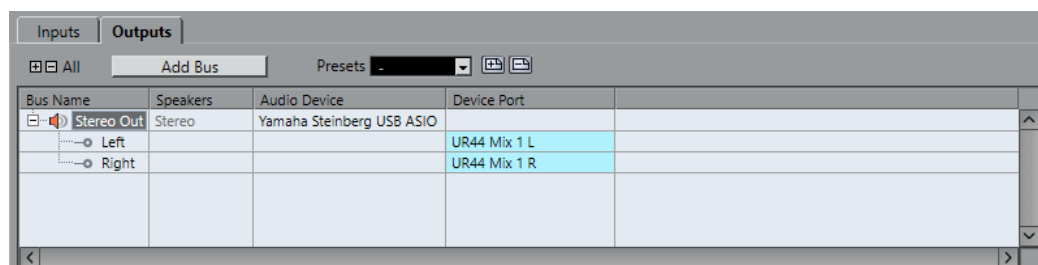 Inputs Outputs
All Add Bus Presets -
Bus Name Speakers Audio Device Device Port
Stereo Out Stereo Yamaha Steinberg USB ASIO
Left UR44 Mix 1 L
Right UR44 Mix 1 R